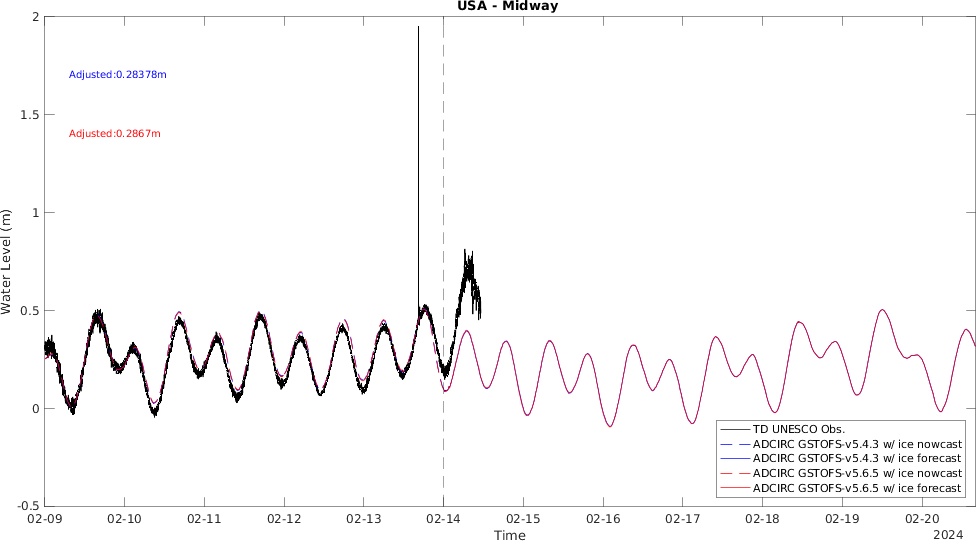 USA - Midway
2
1.5
1
0.5
0
-0.5
Water Level (m)
Adjusted:0.28378m
Adjusted:0.2867m
TD UNESCO Obs.
ADCIRC GSTOFS-v5.4.3 w/ ice nowcast
ADCIRC GSTOFS-v5.4.3 w/ ice forecast
ADCIRC GSTOFS-v5.6.5 w/ ice nowcast
ADCIRC GSTOFS-v5.6.5 w/ ice forecast
02-09 02-10 02-11 02-12 02-13 02-14 02-15 02-16 02-17 02-18 02-19 02-20
Time
2024